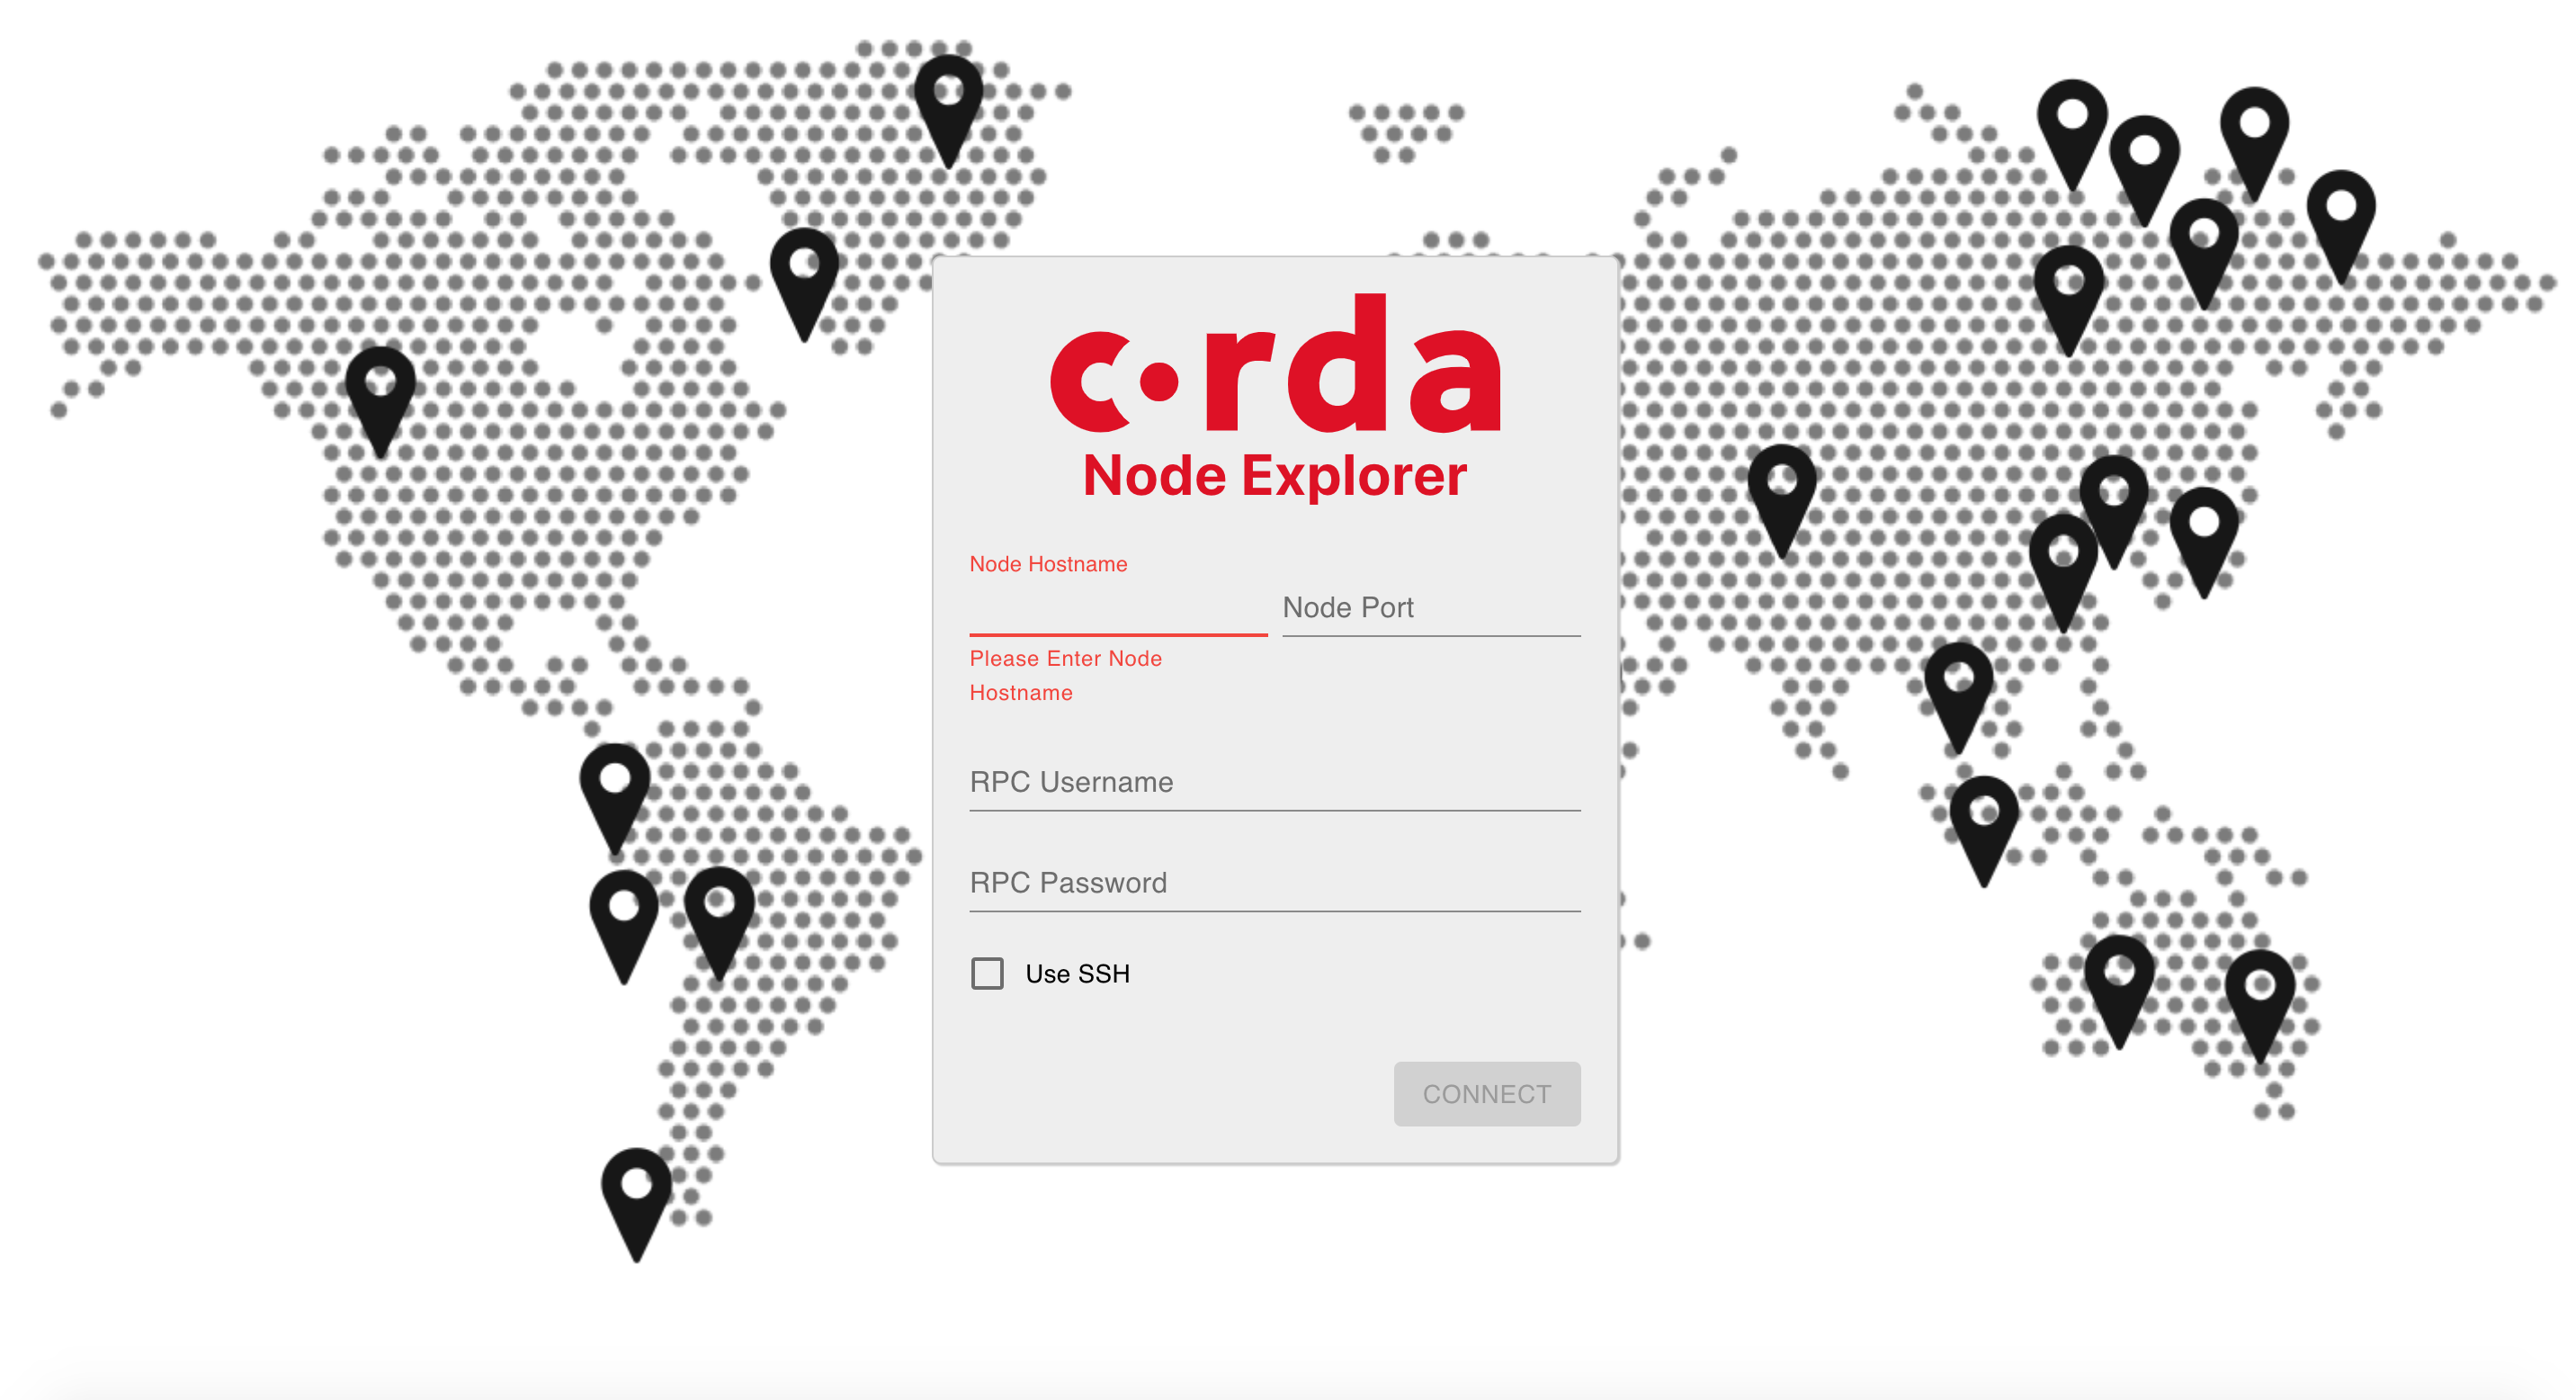 c•rda
Node Explorer
Node Hostname
Node Port
Please Enter Node
Hostname
RPC Username
RPC Password
Use SSH
CONNECT